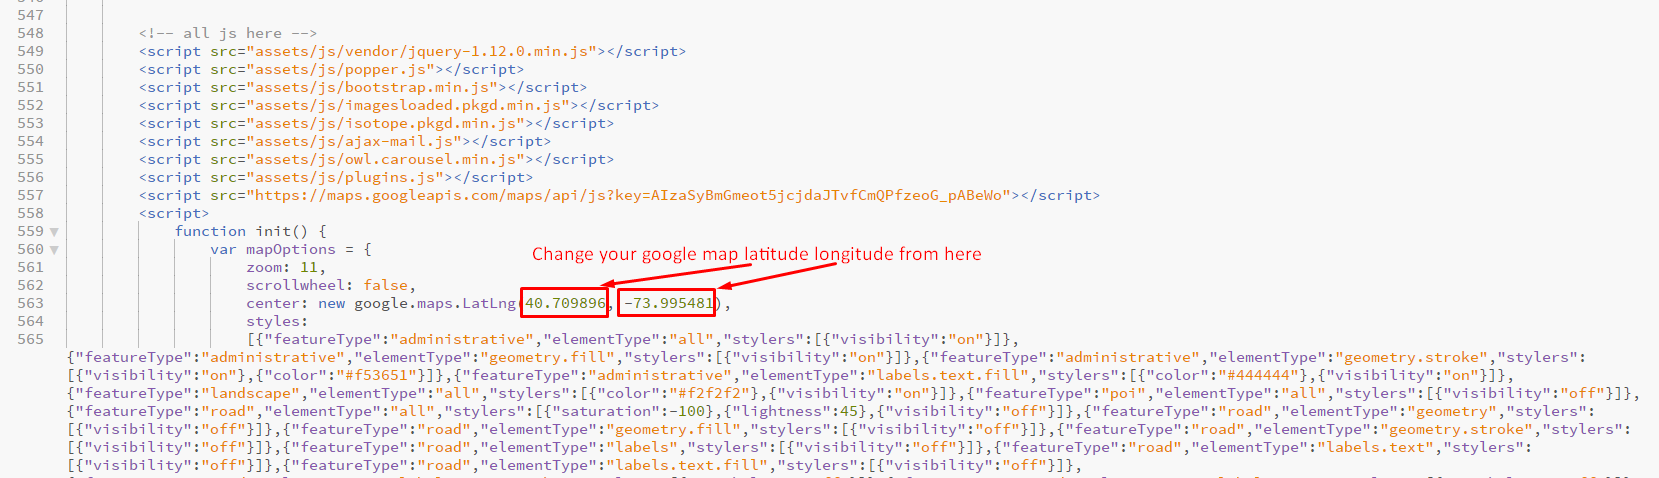 547
548 <!-- all js here -->
549 <script src="assets/js/vendor/jquery-1.12.0.min.js"></script>
550 <script src="assets/js/popper.js"></script>
551 <script src="assets/js/bootstrap.min.js"></script>
552 <script src="assets/js/imagesloaded.pkgd.min.js"></script>
553 <script src="assets/js/isotope.pkgd.min.js"></script>
554 <script src="assets/js/ajax-mail.js"></script>
555 <script src="assets/js/owl.carousel.min.js"></script>
556 <script src="assets/js/plugins.js"></script>
557 <script src="https://maps.googleapis.com/maps/api/js?key=AIzaSyBmGmeot5jcjdaJTvfCmQPfzeoG_pABeWo"></script>
558 <script>
559 function init() {
560 var mapOptions = {
Change your google map latitude longitude from here
561 zoom: 11,
562 scrollwheel: false,
563 center: new google.maps.LatLng(40.709896, -73.995481),
564 styles:
565 [{"featureType":"administrative","elementType":"all","stylers":[{"visibility":"on"}]},
{"featureType":"administrative","elementType":"geometry.fill","stylers":[{"visibility":"on"}]},{"featureType":"administrative","elementType":"geometry.stroke","stylers":
[{"visibility":"on"},{"color":"#f53651"}]},{"featureType":"administrative","elementType":"labels.text.fill","stylers":[{"color":"#444444"},{"visibility":"on"}]},
{"featureType":"landscape","elementType":"all","stylers":[{"color":"#f2f2f2"},{"visibility":"on"}]},{"featureType":"poi","elementType":"all","stylers":[{"visibility":"off"}]},
{"featureType":"road","elementType":"all","stylers":[{"saturation":-100},{"lightness":45},{"visibility":"off"}]},{"featureType":"road","elementType":"geometry","stylers":
[{"visibility":"off"}]},{"featureType":"road","elementType":"geometry.fill","stylers":[{"visibility":"off"}]},{"featureType":"road","elementType":"geometry.stroke","stylers":
[{"visibility":"off"}]},{"featureType":"road","elementType":"labels","stylers":[{"visibility":"off"}]},{"featureType":"road","elementType":"labels.text","stylers":
[{"visibility":"off"}]},{"featureType":"road","elementType":"labels.text.fill","stylers":[{"visibility":"off"}]},